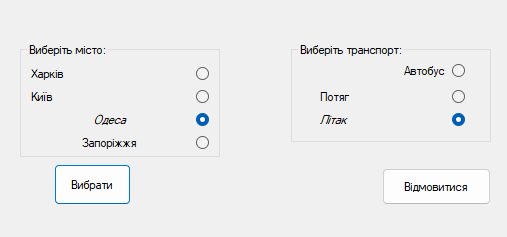 Виберіть місто:
Харків
Київ
Одеса
Запоріжжя
Вибрати
Виберіть транспорт:
Автобус
Потяг
Літак
Відмовитися